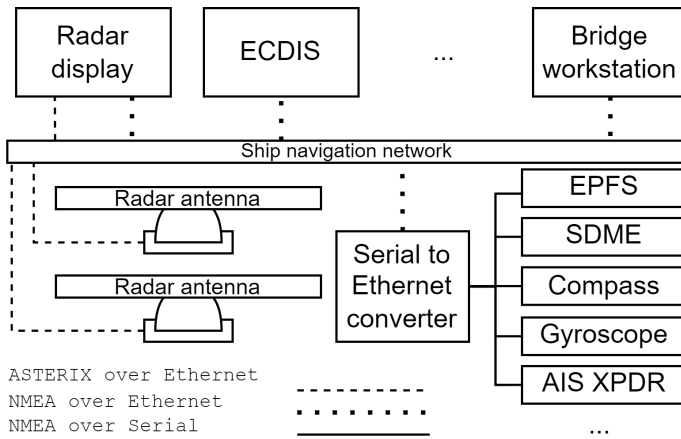 Radar
display
ECDIS
...
Bridge
workstation
Ship navigation network
Radar antenna
Radar antenna
Serial to
Ethernet
converter
EPFS
SDME
Compass
Gyroscope
AIS XPDR
...
ASTERIX over Ethernet
NMEA over Ethernet
NMEA over Serial